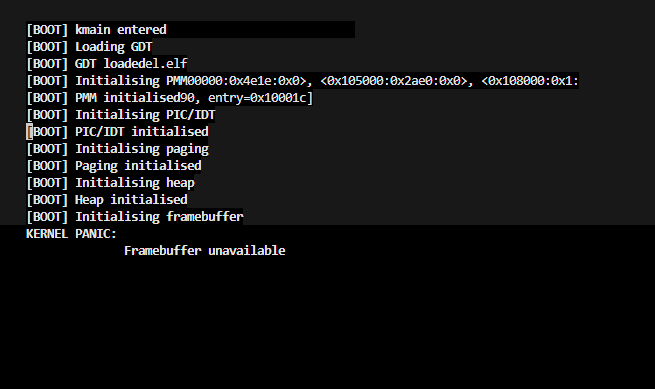 [BOOT] kmain entered
[BOOT] Loading GDT
[BOOT] GDT loadedel.elf
[BOOT] Initialising PMM00000:0x4e1e:0x0>, <0x105000:0x2ae0:0x0>, <0x108000:0x1:
[BOOT] PMM initialised90, entry=0x10001c]
[BOOT] Initialising PIC/IDT
[BOOT] PIC/IDT initialised
[BOOT] Initialising paging
[BOOT] Paging initialised
[BOOT] Initialising heap
[BOOT] Heap initialised
[BOOT] Initialising framebuffer
KERNEL PANIC:
Framebuffer unavailable